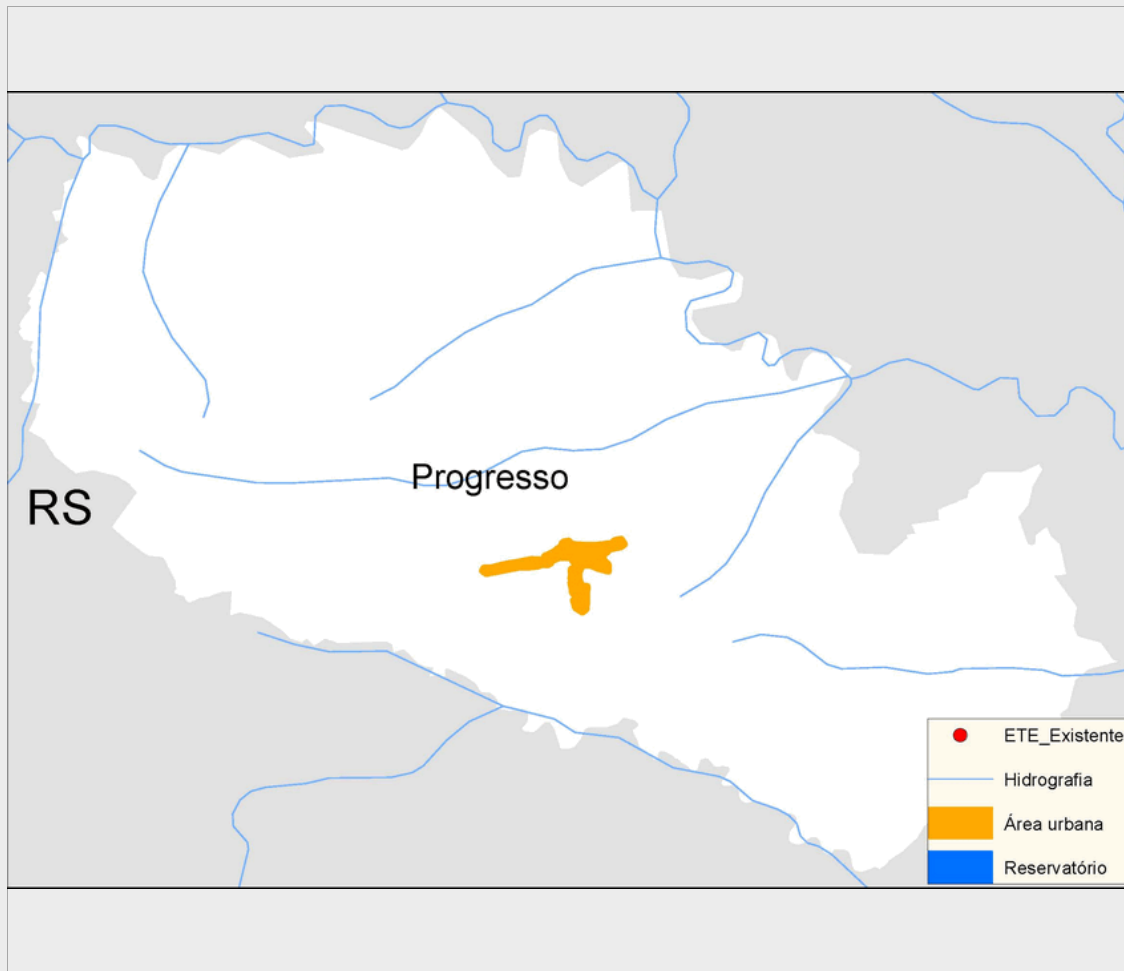 Progresso
RS
ETE_Existente
Hidrografia
Área urbana
Reservatório